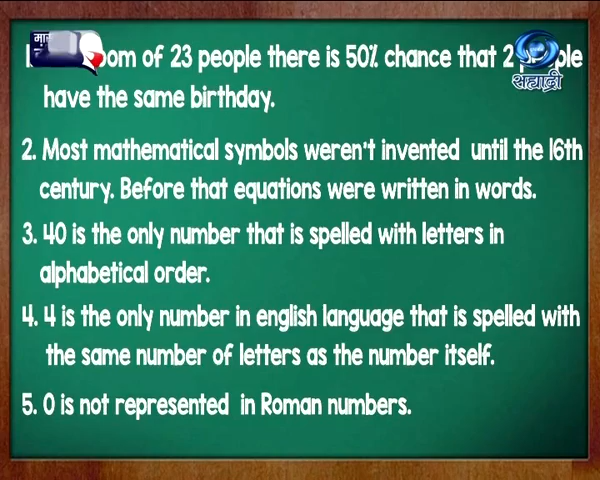 of 23 people there is 50% chance that 2
have the same birthday.
2. Most mathematical symbols weren't invented until the 16th
century. Before that equations were written in words.
3. 40 is the only number that is spelled with letters in
alphabetical order.
4. 4 is the only number in english language that is spelled with
the same number of letters as the number itself.
5. 0 is not represented in Roman numbers.
सह्याद्री